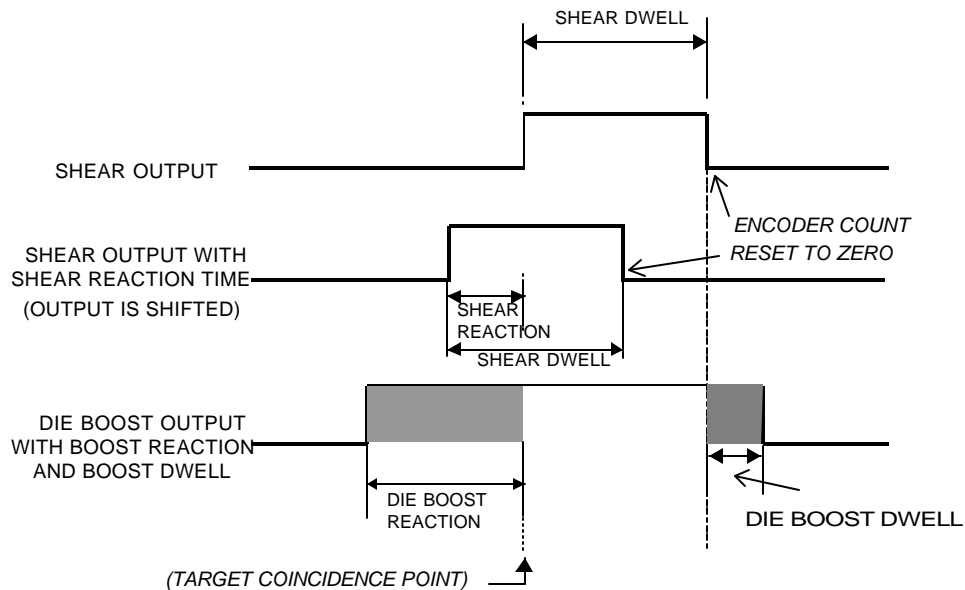 SHEAR DWELL
SHEAR OUTPUT
ENCODER COUNT
RESET TO ZERO
SHEAR OUTPUT WITH
SHEAR REACTION TIME
(OUTPUT IS SHIFTED)
SHEAR
REACTION
SHEAR DWELL
DIE BOOST OUTPUT
WITH BOOST REACTION
AND BOOST DWELL
DIE BOOST
REACTION
DIE BOOST DWELL
(TARGET COINCIDENCE POINT)